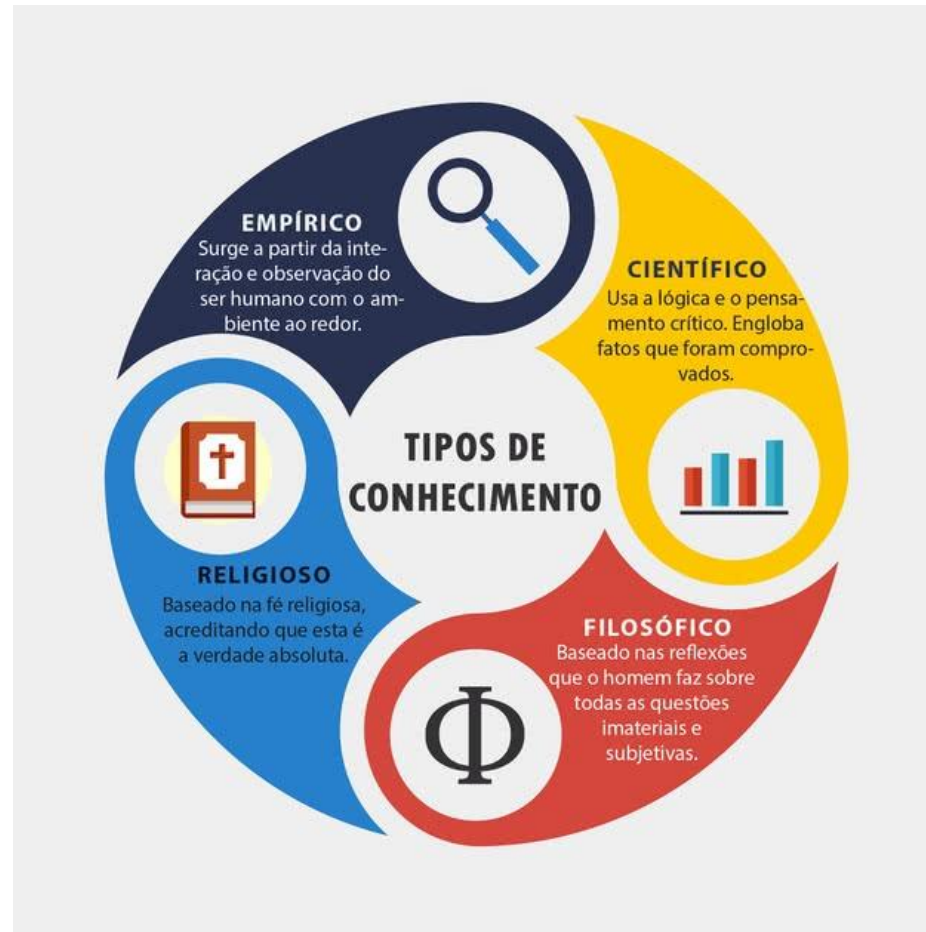 EMPÍRICO
Surge a partir da inte-
ração e observação do
ser humano com o am-
biente ao redor.
CIENTÍFICO
Usa a lógica e o pensa-
mento crítico. Engloba
fatos que foram compro-
vados.
TIPOS DE
CONHECIMENTO
RELIGIOSO
Baseado na fé religiosa,
acreditando que esta é
a verdade absoluta.
FILOSÓFICO
Baseado nas reflexões
que o homem faz sobre
todas as questões
imateriais e
subjetivas.
Φ